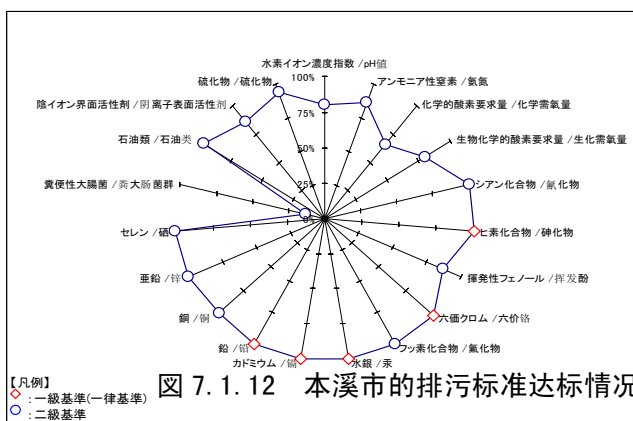 水素イオン濃度指数 /pH値
アンモニア性窒素 / 氨氮
化学的酸素要求量 / 化学需氧量
生物化学的酸素要求量 / 生化需氧量
シアン化合物 / 氰化物
七素化合物 / 砷化物
揮発性フェノール / 挥发酚
六価クロム / 六价铬
フッ素化合物 / 氟化物
水銀 / 汞
カドミウム / 镉
鉛 / 铅
銅 / 铜
亜鉛 / 锌
セレン / 硒
糞便性大腸菌 / 粪大肠菌群
石油類 / 石油类
陰イオン界面活性剤 / 阴离子表面活性剂
硫化物 / 硫化物
100%
75%
50%
25%
0%
【凡例】
◇ : 一級基準(一律基準)
○ : 二級基準
図 7.1.12 本溪市的排污标准达标情况